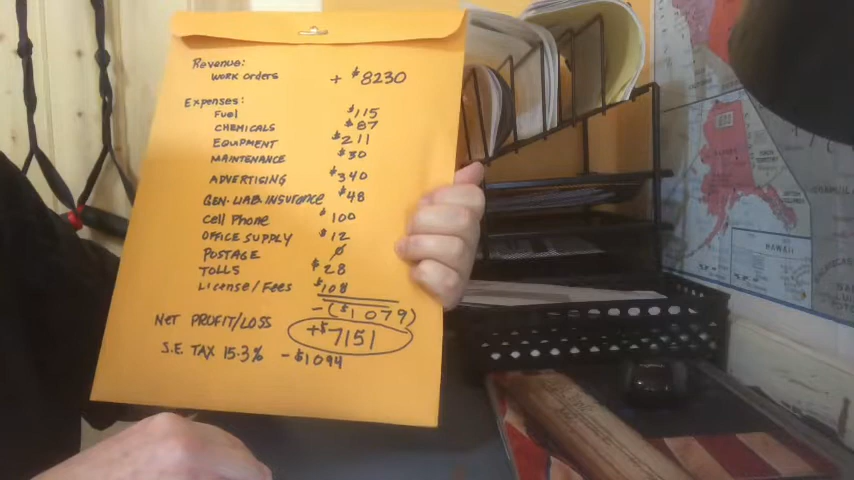 Revenue:
WORK ORDERS + $8230
Expenses:
Fuel $115
CHEMICALS $87
EQUIPMENT $211
MAINTENANCE $30
ADVERTISING $340
GEN. LIAB. INSURANCE $48
Cell Phone $100
OFFICE SUPPLY $12
POSTAGE Ø
TOLLS $28
License/Fees $108
- ($1079)
NET PROFIT/LOSS +$7151
S.E. TAX 15.3% - $1094
HAWAII